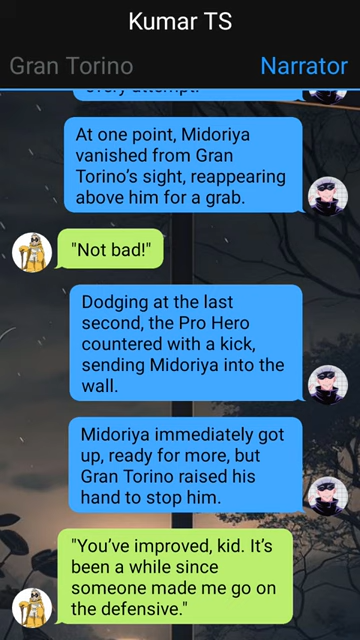 Kumar TS
Gran Torino
Narrator
At one point, Midoriya
vanished from Gran
Torino's sight, reappearing
above him for a grab.
"Not bad!"
Dodging at the last
second, the Pro Hero
countered with a kick,
sending Midoriya into the
wall.
Midoriya immediately got
up, ready for more, but
Gran Torino raised his
hand to stop him.
"You've improved, kid. It's
been a while since
someone made me go on
the defensive."